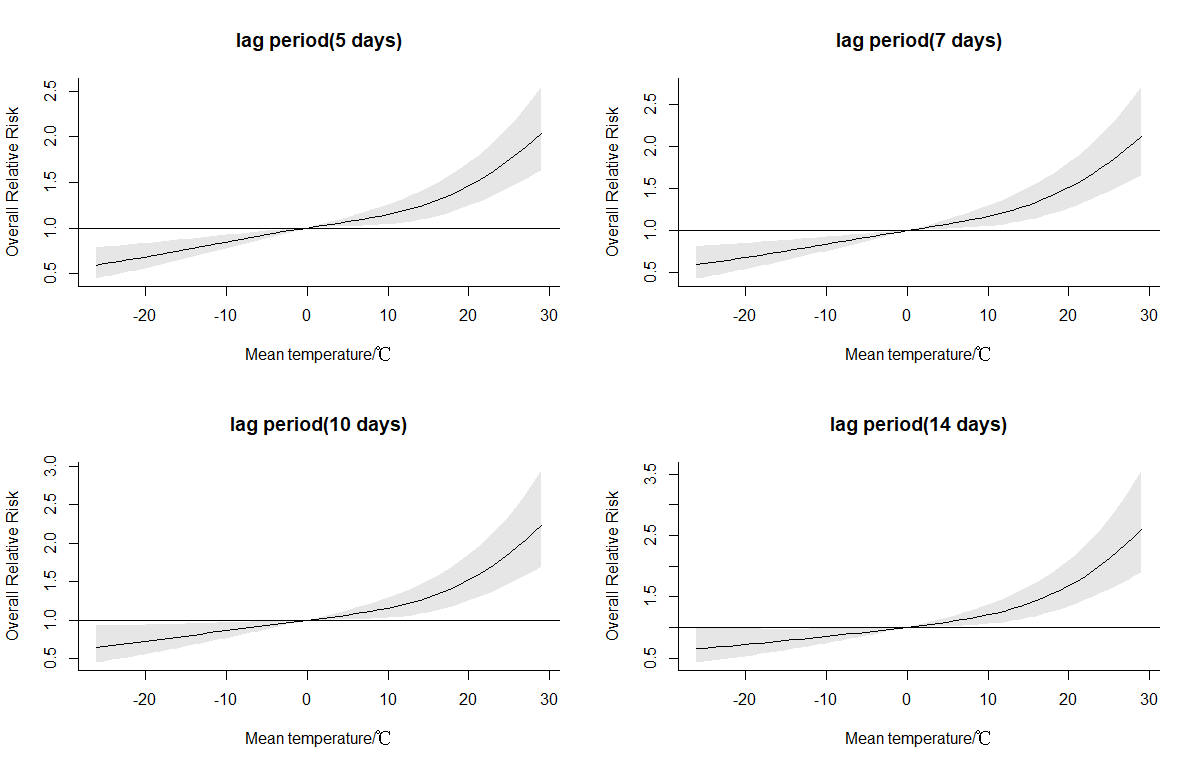 lag period(5 days)
Overall Relative Risk
2.5
2.0
1.5
1.0
0.5
-20 -10 0 10 20 30
Mean temperature/℃
lag period(7 days)
Overall Relative Risk
2.5
2.0
1.5
1.0
0.5
-20 -10 0 10 20 30
Mean temperature/℃
lag period(10 days)
Overall Relative Risk
3.0
2.5
2.0
1.5
1.0
0.5
-20 -10 0 10 20 30
Mean temperature/℃
lag period(14 days)
Overall Relative Risk
3.5
2.5
1.5
0.5
-20 -10 0 10 20 30
Mean temperature/℃